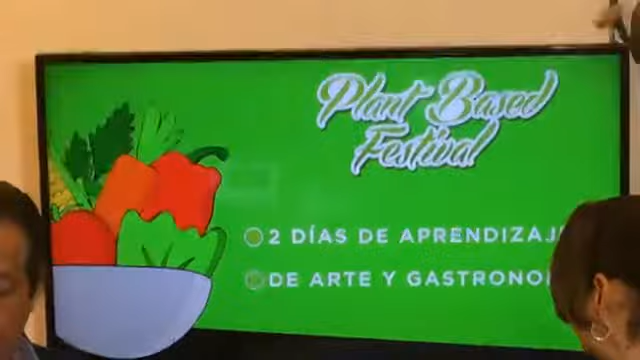 Plant Based
Festival
2 DÍAS DE APRENDIZAJ
DE ARTE Y GASTRONO